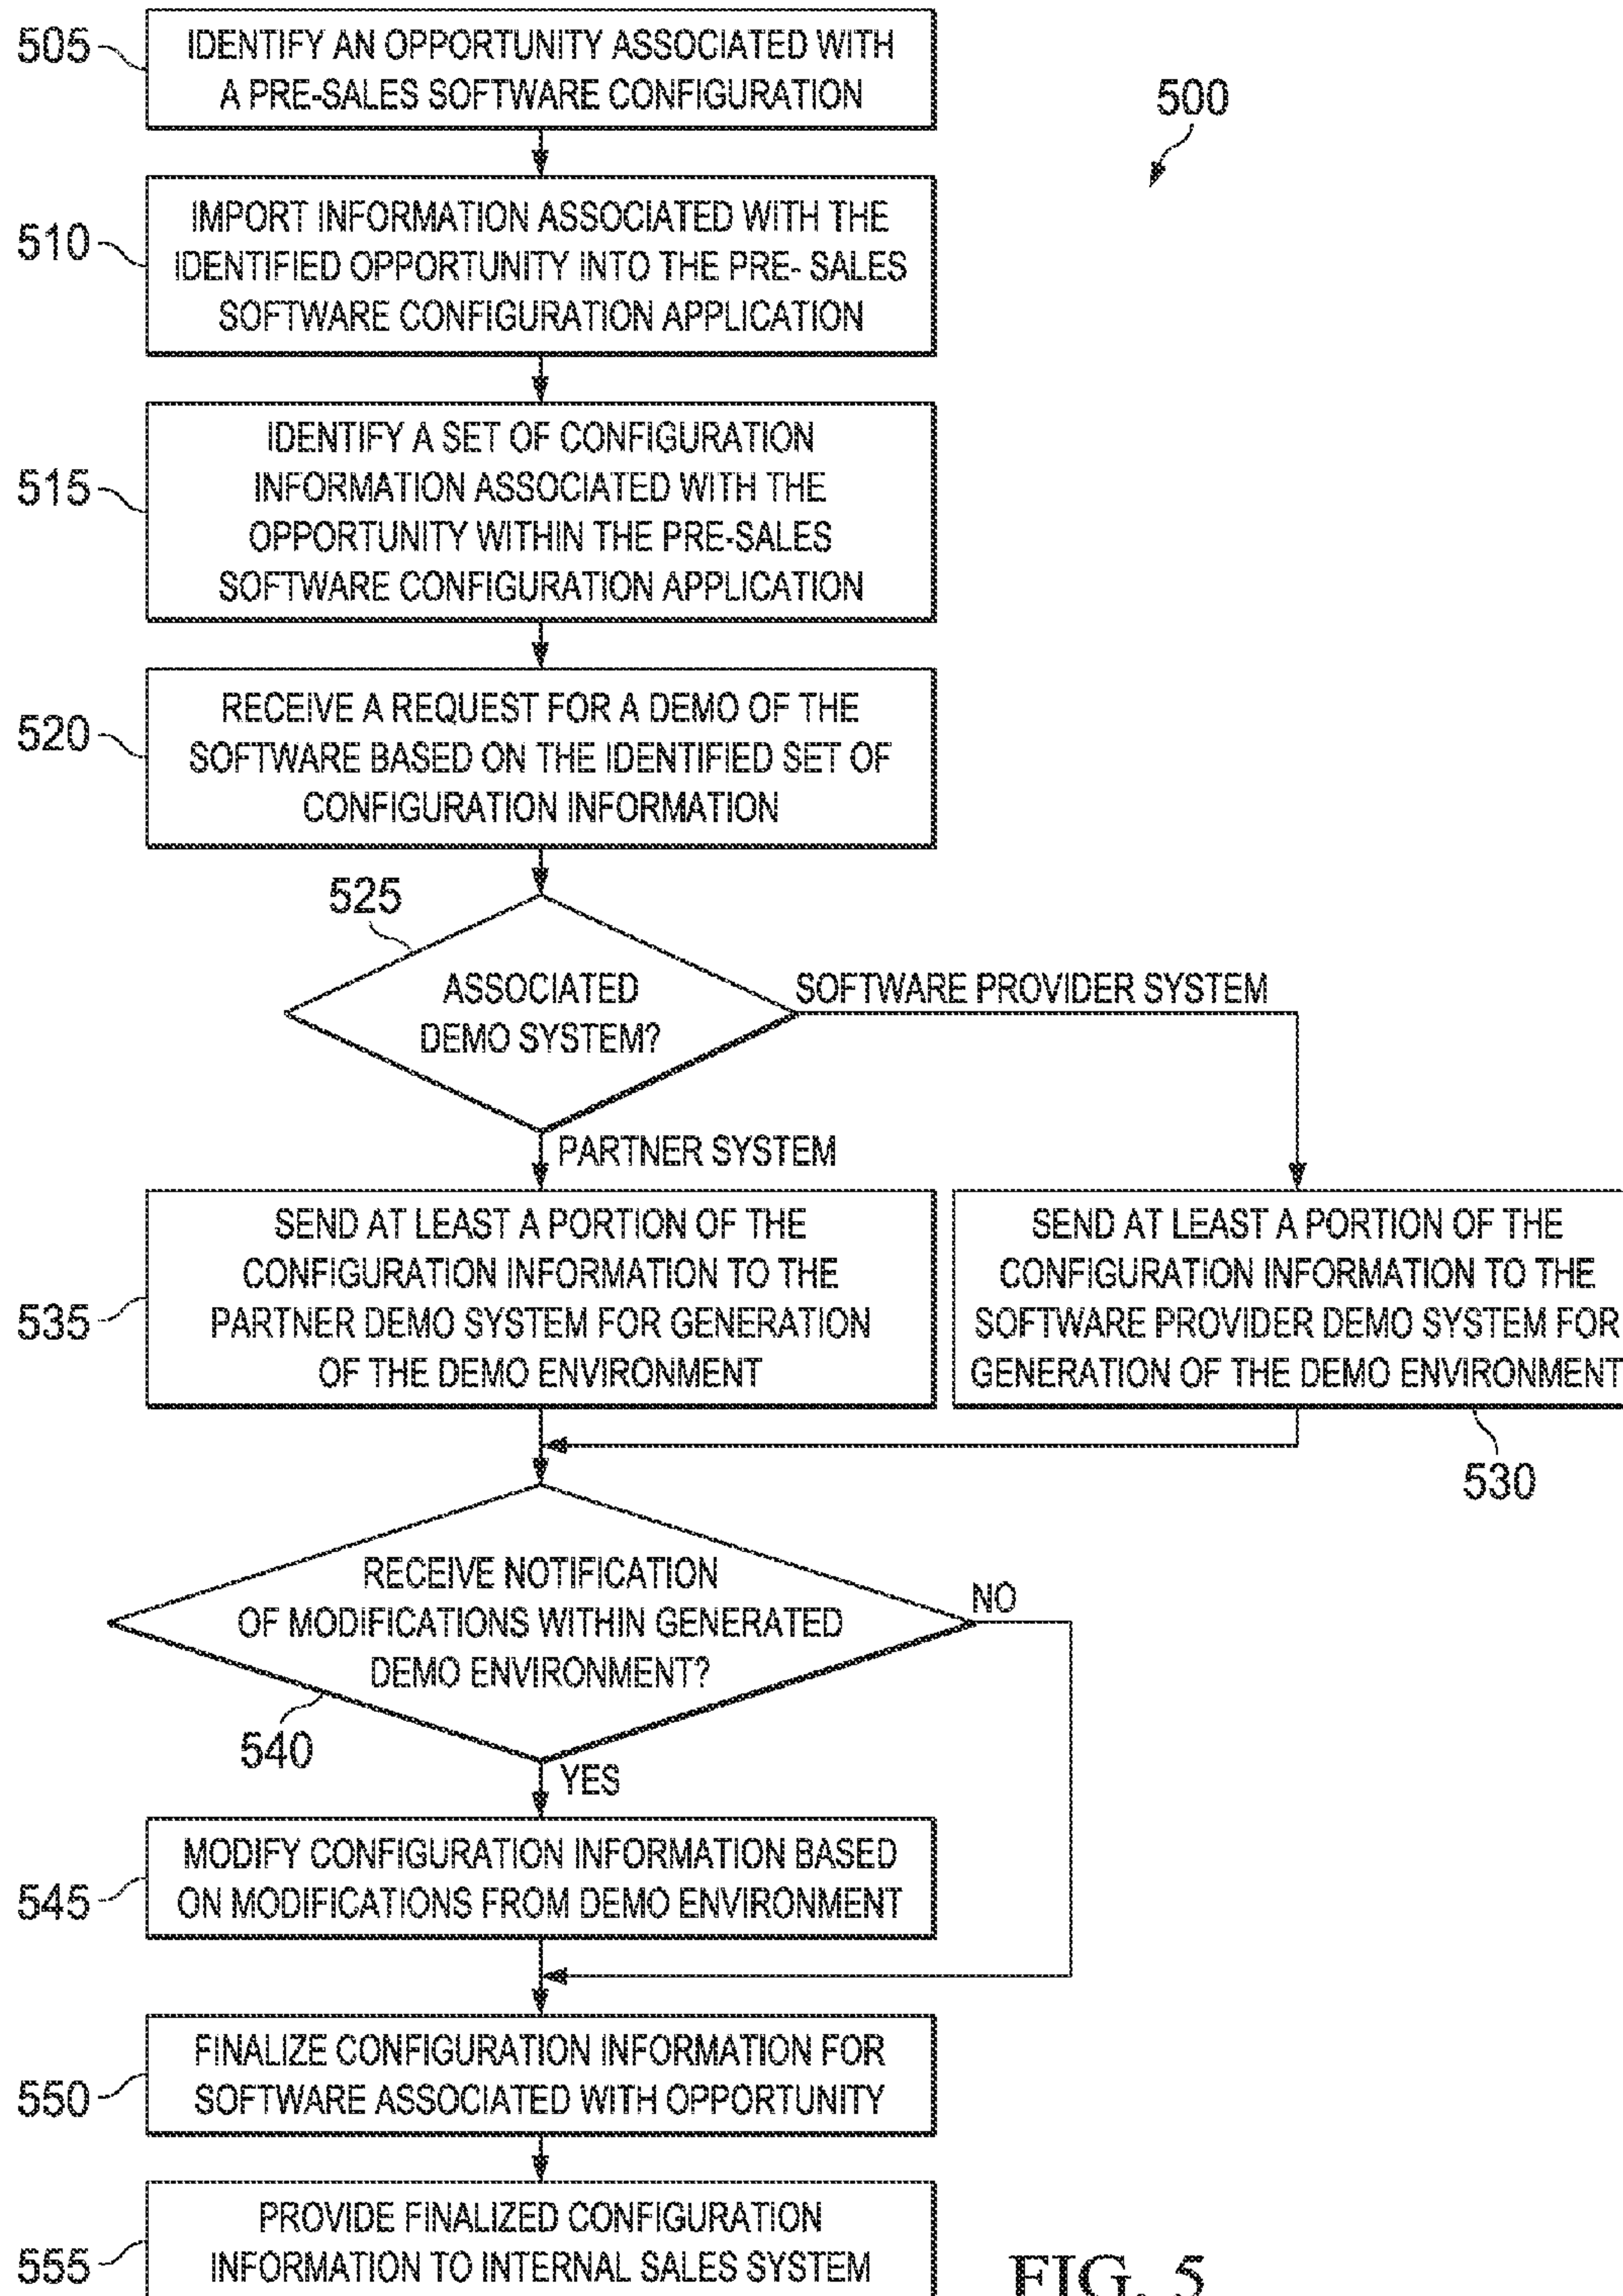 505
IDENTIFY AN OPPORTUNITY ASSOCIATED WITH
A PRE-SALES SOFTWARE CONFIGURATION
500
510
IMPORT INFORMATION ASSOCIATED WITH THE
IDENTIFIED OPPORTUNITY INTO THE PRE- SALES
SOFTWARE CONFIGURATION APPLICATION
515
IDENTIFY A SET OF CONFIGURATION
INFORMATION ASSOCIATED WITH THE
OPPORTUNITY WITHIN THE PRE-SALES
SOFTWARE CONFIGURATION APPLICATION
520
RECEIVE A REQUEST FOR A DEMO OF THE
SOFTWARE BASED ON THE IDENTIFIED SET OF
CONFIGURATION INFORMATION
525
ASSOCIATED
DEMO SYSTEM?
SOFTWARE PROVIDER SYSTEM
PARTNER SYSTEM
535
SEND AT LEAST A PORTION OF THE
CONFIGURATION INFORMATION TO THE
PARTNER DEMO SYSTEM FOR GENERATION
OF THE DEMO ENVIRONMENT
SEND AT LEAST A PORTION OF THE
CONFIGURATION INFORMATION TO THE
SOFTWARE PROVIDER DEMO SYSTEM FOR
GENERATION OF THE DEMO ENVIRONMENT
530
RECEIVE NOTIFICATION
OF MODIFICATIONS WITHIN GENERATED
DEMO ENVIRONMENT?
NO
540
YES
545
MODIFY CONFIGURATION INFORMATION BASED
ON MODIFICATIONS FROM DEMO ENVIRONMENT
550
FINALIZE CONFIGURATION INFORMATION FOR
SOFTWARE ASSOCIATED WITH OPPORTUNITY
555
PROVIDE FINALIZED CONFIGURATION
INFORMATION TO INTERNAL SALES SYSTEM
FIG. 5